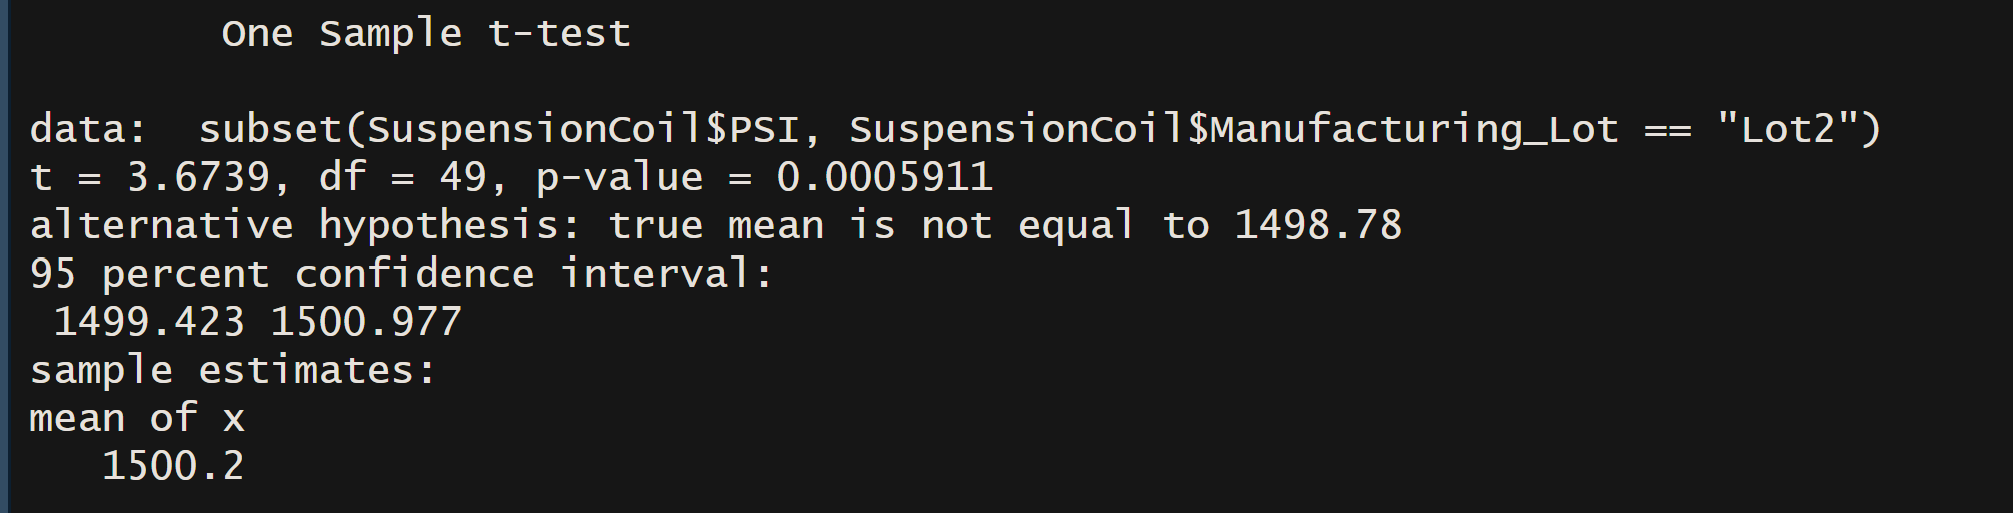 One Sample t-test
data:  subset(SuspensionCoil$PSI, SuspensionCoil$Manufacturing_Lot == "Lot2")
t = 3.6739, df = 49, p-value = 0.0005911
alternative hypothesis: true mean is not equal to 1498.78
95 percent confidence interval:
1499.423 1500.977
sample estimates:
mean of x
1500.2